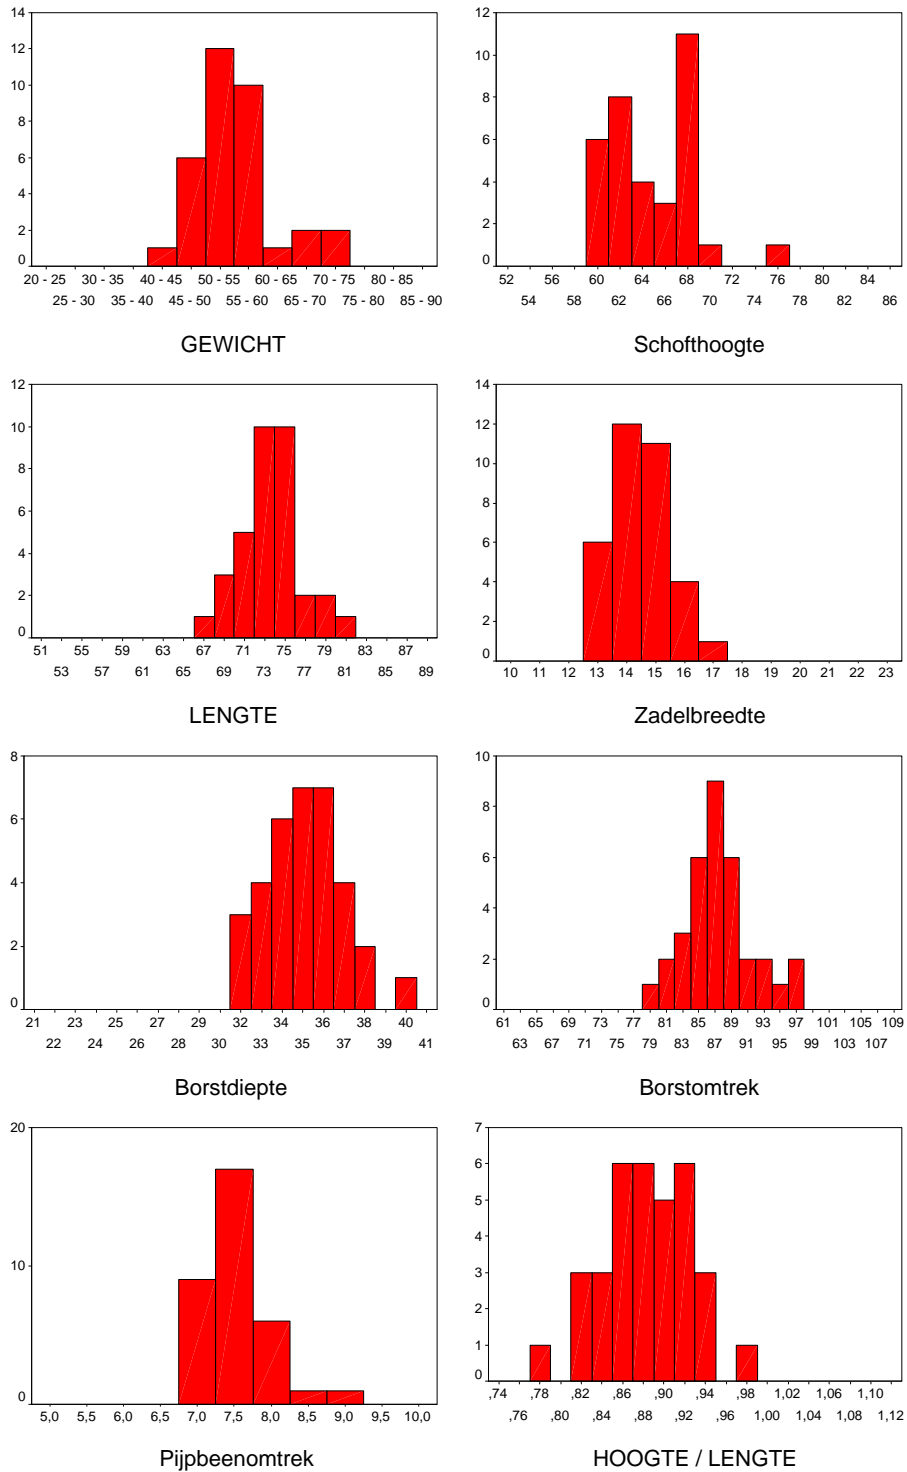 14
12
10
8
6
4
2
0
20 - 25 30 - 35 40 - 45 50 - 55 60 - 65 70 - 75 80 - 85
25 - 30 35 - 40 45 - 50 55 - 60 65 - 70 75 - 80 85 - 90
GEWICHT
12
10
8
6
4
2
0
52 56 60 64 68 72 76 80 84
54 58 62 66 70 74 78 82 86
Schofthoogte
12
10
8
6
4
2
0
51 55 59 63 67 71 75 79 83 87
53 57 61 65 69 73 77 81 85 89
LENGTE
14
12
10
8
6
4
2
0
10 11 12 13 14 15 16 17 18 19 20 21 22 23
Zadelbreedte
8
6
4
2
0
21 23 25 27 29 32 34 36 38 40
22 24 26 28 30 33 35 37 39 41
Borstdiepte
10
8
6
4
2
0
61 65 69 73 77 81 85 89 93 97 101 105 109
63 67 71 75 79 83 87 91 95 99 103 107
Borstomtrek
20
10
0
5,0 5,5 6,0 6,5 7,0 7,5 8,0 8,5 9,0 9,5 10,0
Pijpbeenomtrek
7
6
5
4
3
2
1
0
,74 ,78 ,82 ,86 ,90 ,94 ,98 1,02 1,06 1,10
,76 ,80 ,84 ,88 ,92 ,96 1,00 1,04 1,08 1,12
HOOGTE / LENGTE